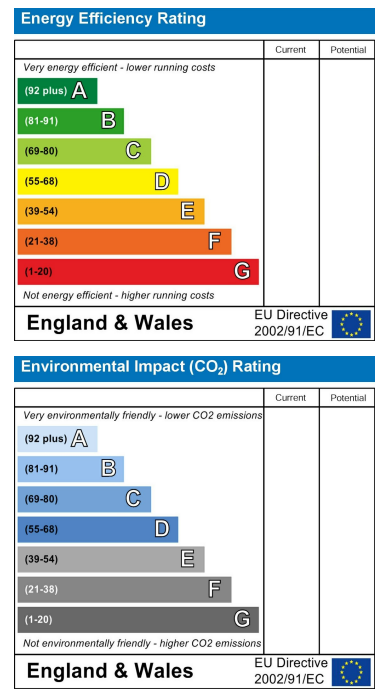 Energy Efficiency Rating
Current Potential
Very energy efficient - lower running costs
(92 plus) A
(81-91) B
(69-80) C
(55-68) D
(39-54) E
(21-38) F
(1-20) G
Not energy efficient - higher running costs
England & Wales
EU Directive
2002/91/EC
Environmental Impact (CO₂) Rating
Current Potential
Very environmentally friendly - lower CO2 emissions
(92 plus) A
(81-91) B
(69-80) C
(55-68) D
(39-54) E
(21-38) F
(1-20) G
Not environmentally friendly - higher CO2 emissions
England & Wales
EU Directive
2002/91/EC